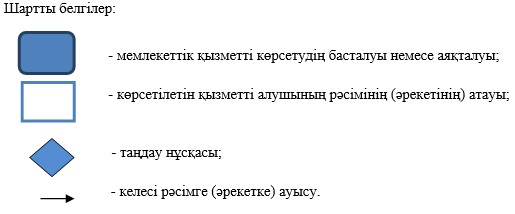 Шартты белгілер:
- мемлекеттік қызметті көрсетудің басталуы немесе аяқталуы;
- көрсетілетін қызметті алушының рәсімінің (әрекетінің) атауы;
- таңдау нұсқасы;
- келесі рәсімге (әрекетке) ауысу.